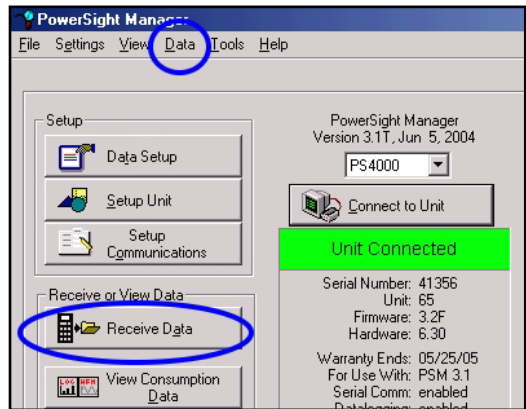 PowerSight Manager
File Settings View Data Tools Help
Setup
Data Setup
Setup Unit
Setup
Communications
Receive or View Data
Receive Data
View Consumption
Data
PowerSight Manager
Version 3.1T, Jun 5, 2004
PS4000
Connect to Unit
Unit Connected
Serial Number: 41356
Unit: 65
Firmware: 3.2F
Hardware: 6.30
Warranty Ends: 05/25/05
For Use With: PSM 3.1
Serial Comm: enabled
Datalogging: enabled